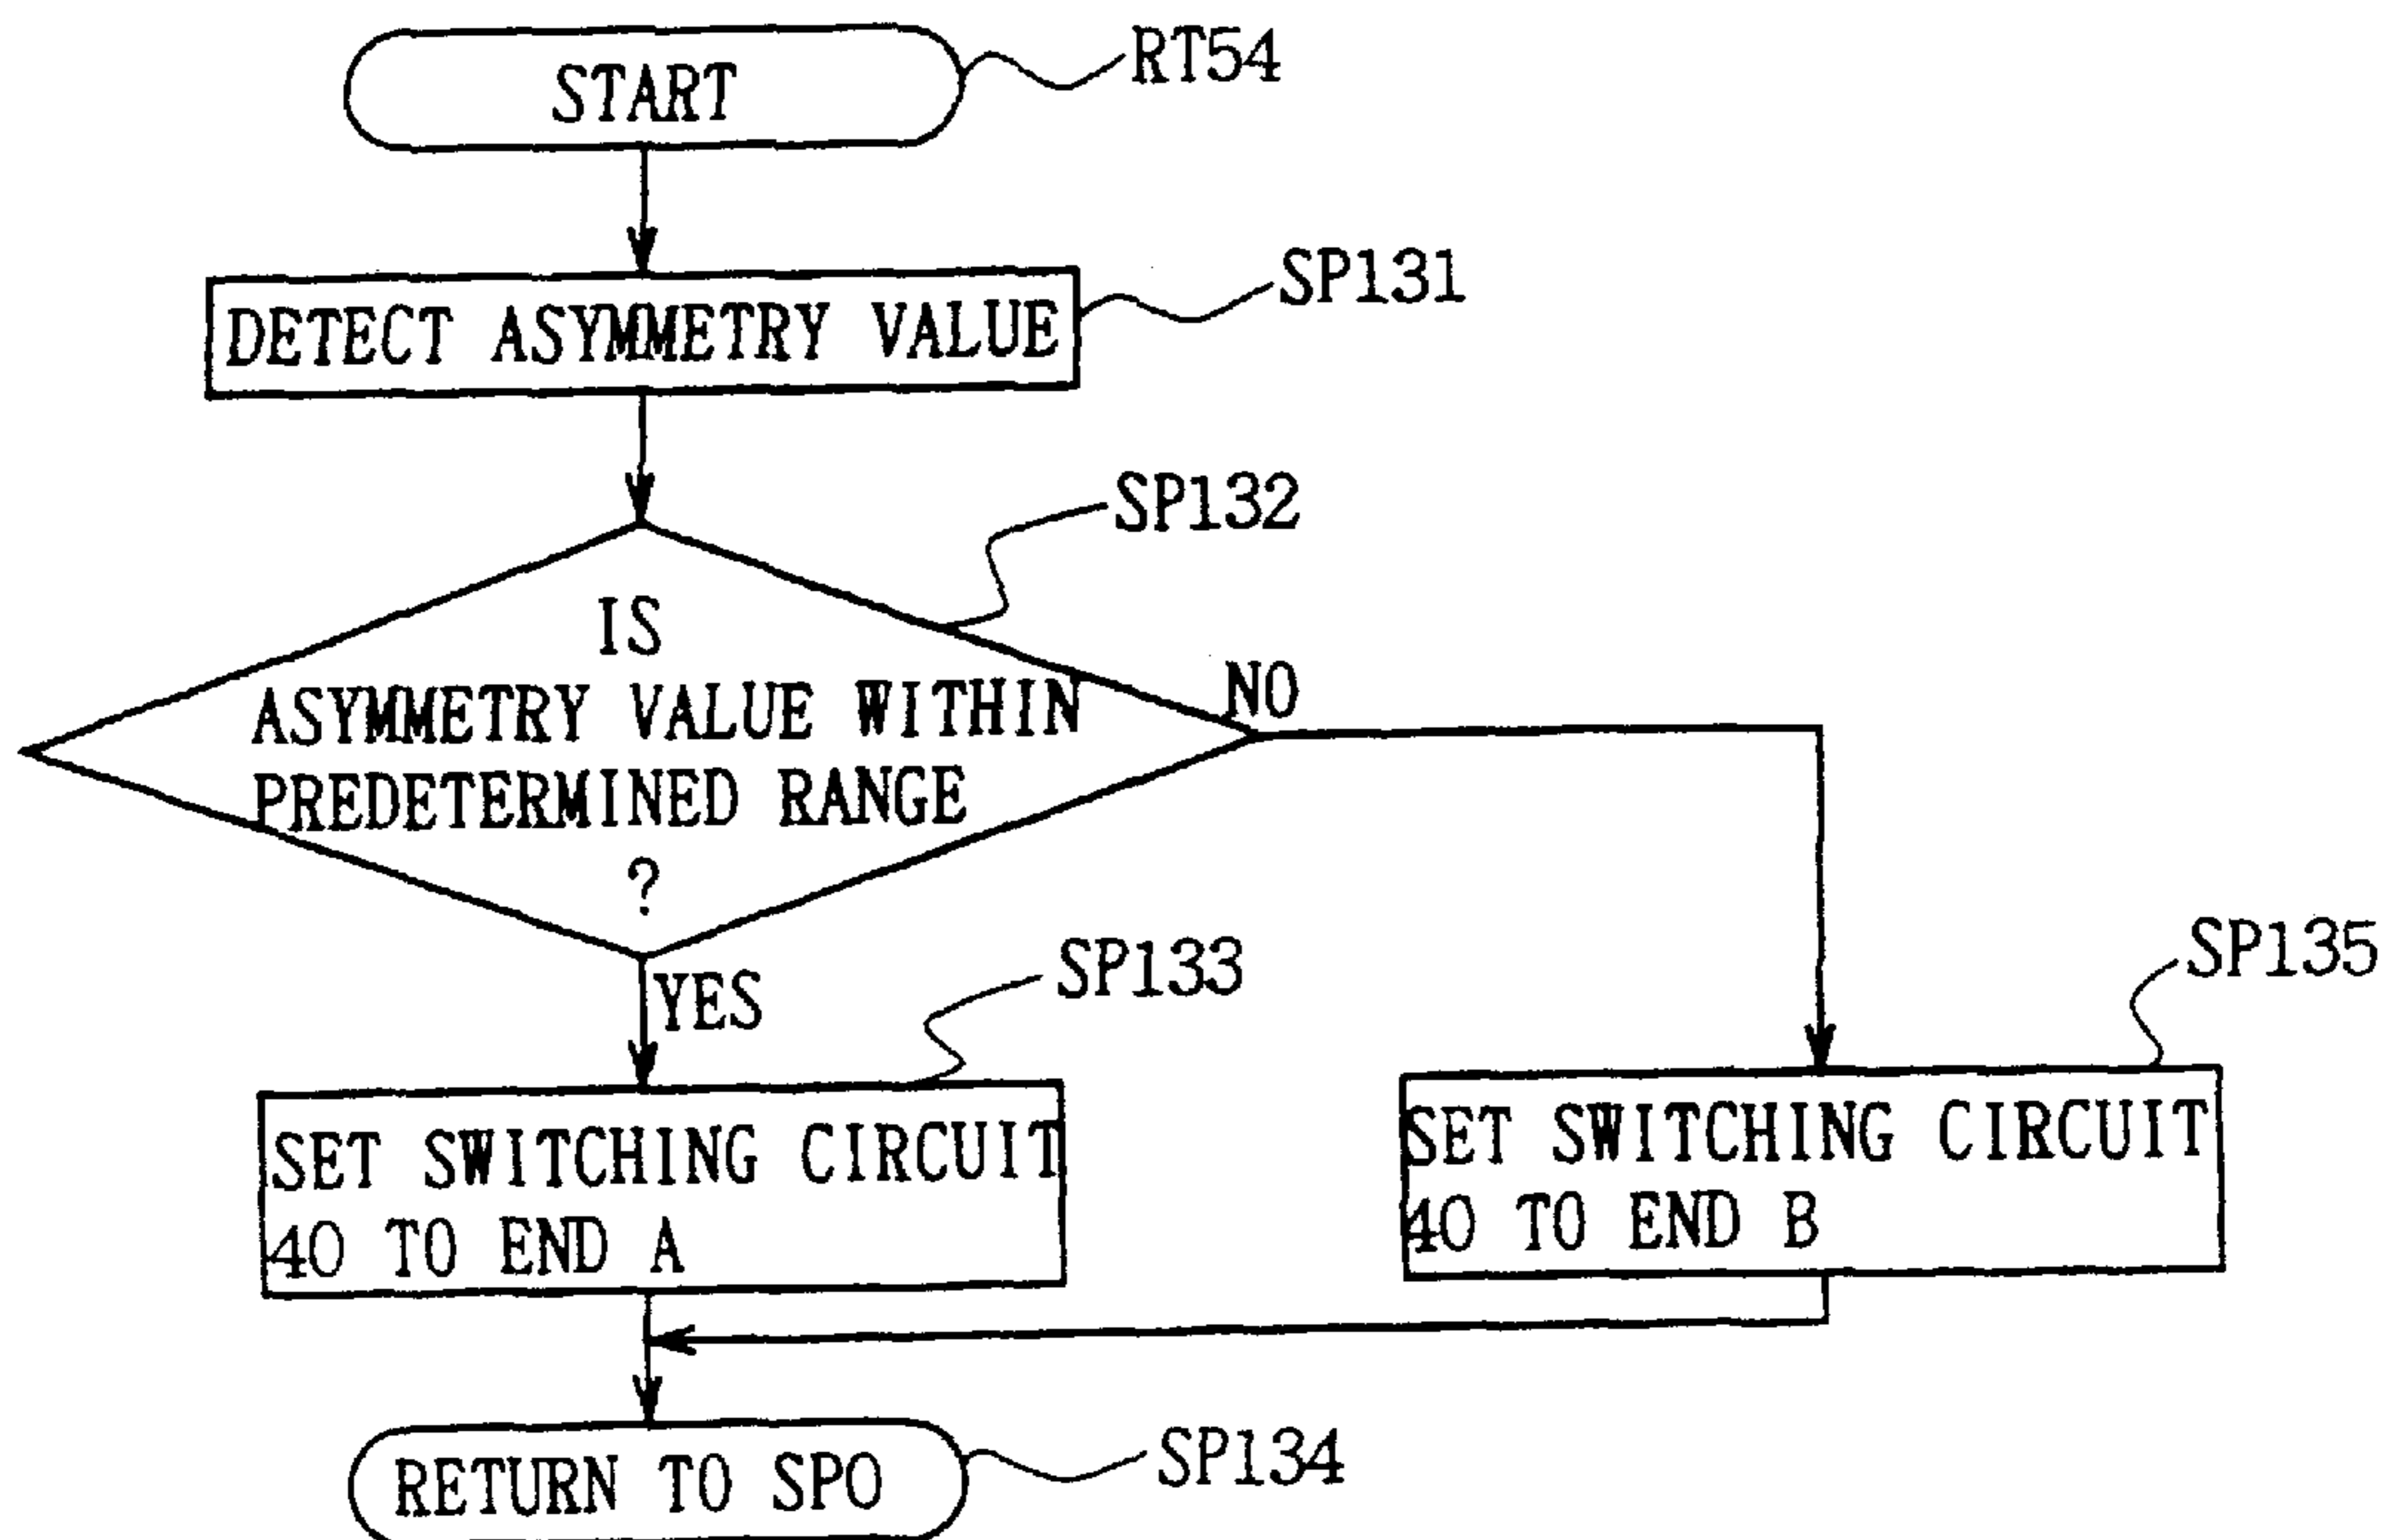 START
RT54
DETECT ASYMMETRY VALUE
SP131
SP132
IS
ASYMMETRY VALUE WITHIN
PREDETERMINED RANGE
?
NO
YES
SP133
SET SWITCHING CIRCUIT
40 TO END A
SP135
SET SWITCHING CIRCUIT
40 TO END B
RETURN TO SP0
SP134